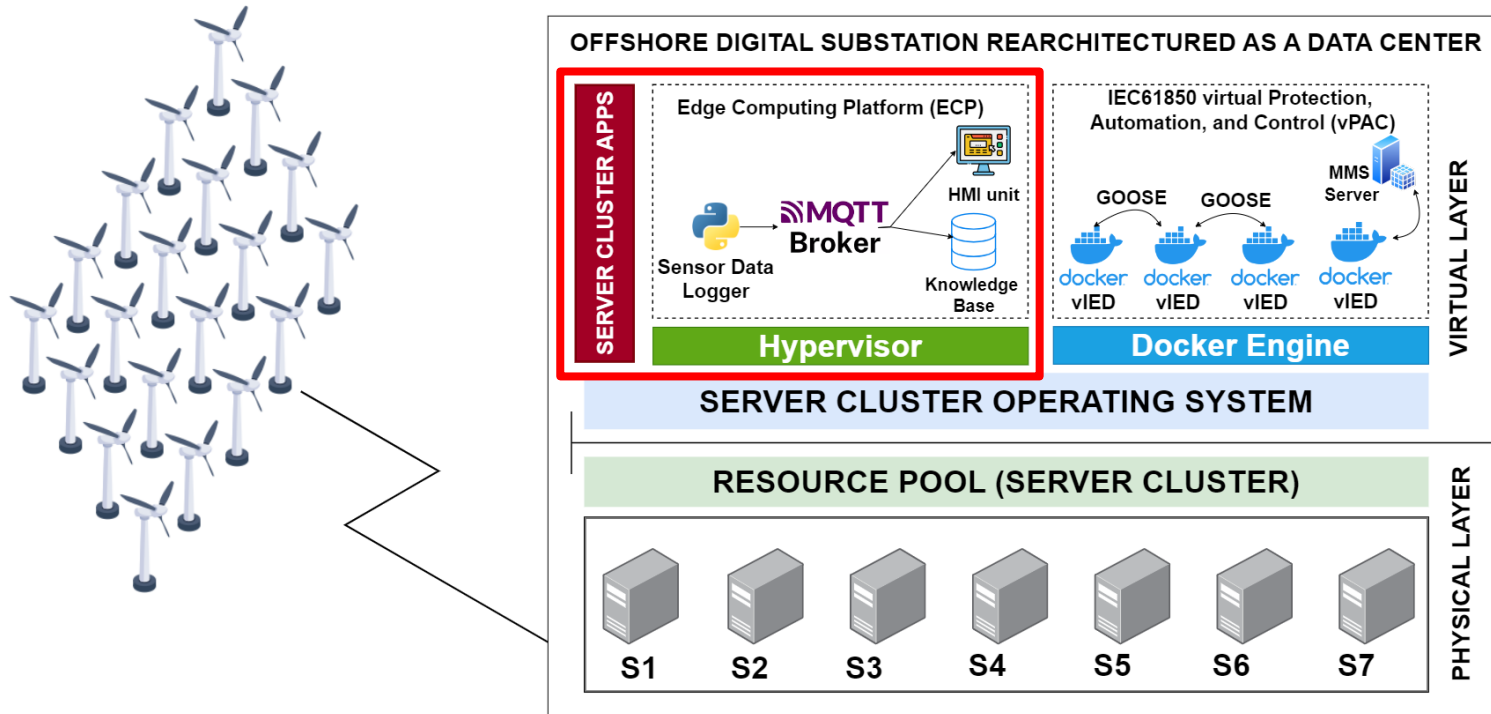 OFFSHORE DIGITAL SUBSTATION REARCHITECTURED AS A DATA CENTER
SERVER CLUSTER APPS
Edge Computing Platform (ECP)
HMI unit
MQTT
Broker
Sensor Data
Logger
Knowledge
Base
Hypervisor
IEC61850 virtual Protection,
Automation, and Control (vPAC)
MMS
Server
GOOSE
GOOSE
docker
docker
docker
docker
vIED
vIED
vIED
vIED
Docker Engine
VIRTUAL LAYER
SERVER CLUSTER OPERATING SYSTEM
RESOURCE POOL (SERVER CLUSTER)
S1
S2
S3
S4
S5
S6
S7
PHYSICAL LAYER